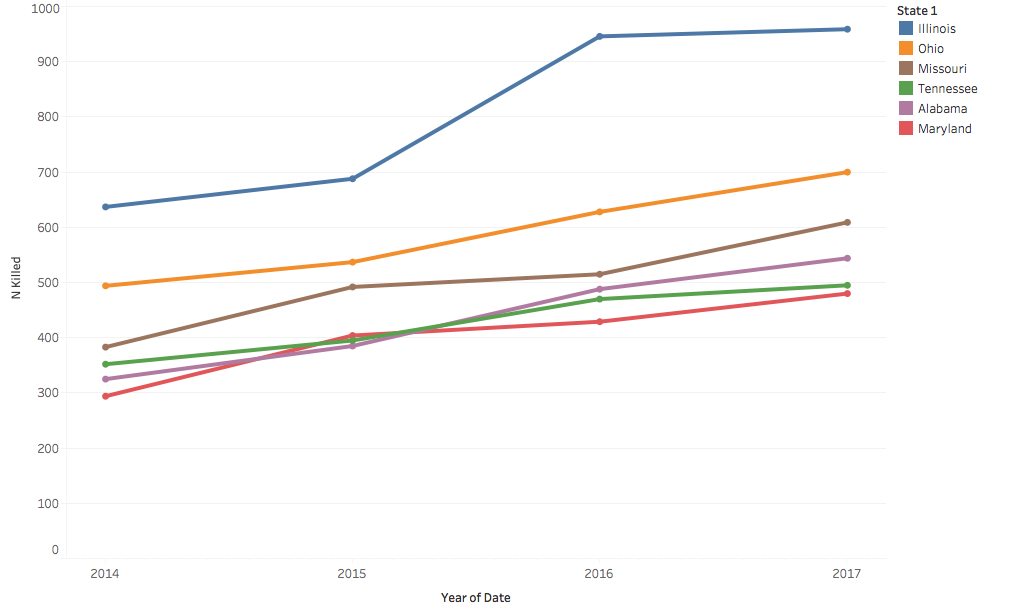 1000
900
800
700
600
500
400
300
200
100
0
N Killed
2014 2015 2016 2017
Year of Date
State 1
Illinois
Ohio
Missouri
Tennessee
Alabama
Maryland